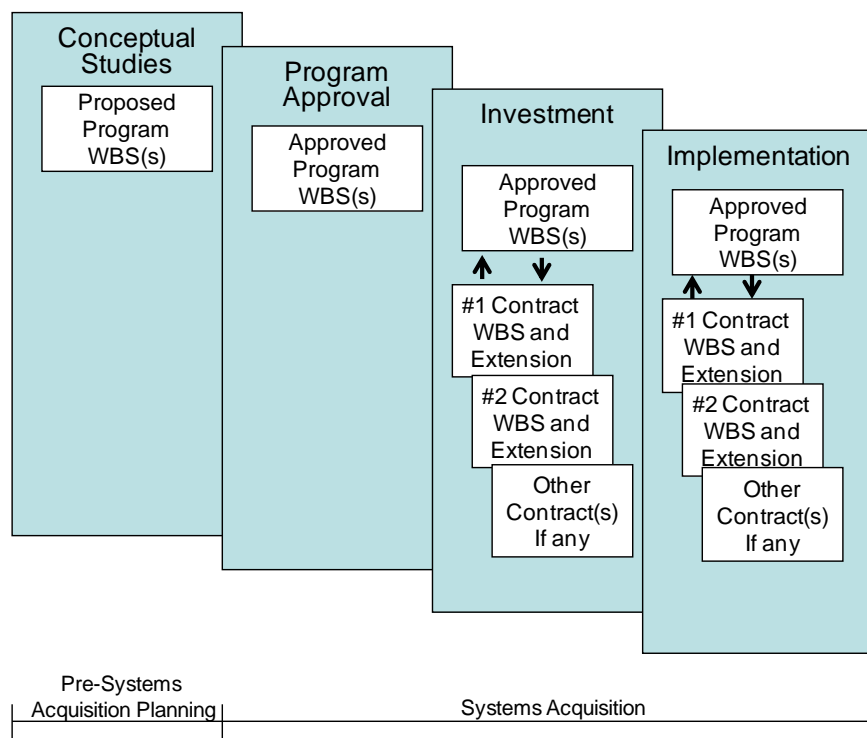 Conceptual
Studies
Proposed
Program
WBS(s)
Program
Approval
Approved
Program
WBS(s)
Investment
Approved
Program
WBS(s)
#1 Contract
WBS and
Extension
#2 Contract
WBS and
Extension
Other
Contract(s)
If any
Implementation
Approved
Program
WBS(s)
#1 Contract
WBS and
Extension
#2 Contract
WBS and
Extension
Other
Contract(s)
If any
Pre-Systems
Acquisition Planning
Systems Acquisition